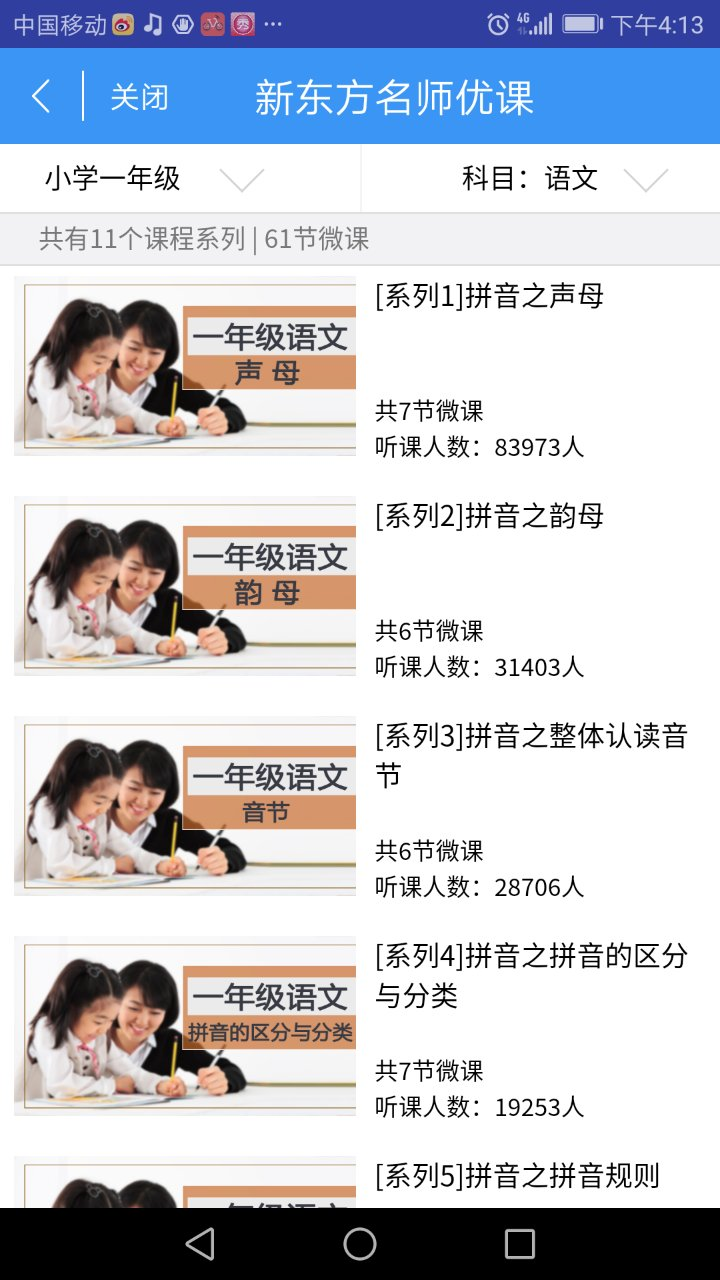 中国移动 ... 4G 下午4:13
关闭 新东方名师优课
小学一年级 科目：语文
共有11个课程系列 | 61节微课
一年级语文
声 母
[系列1]拼音之声母
共7节微课
听课人数：83973人
一年级语文
韵 母
[系列2]拼音之韵母
共6节微课
听课人数：31403人
一年级语文
音节
[系列3]拼音之整体认读音
节
共6节微课
听课人数：28706人
一年级语文
拼音的区分与分类
[系列4]拼音之拼音的区分
与分类
共7节微课
听课人数：19253人
一年级语文
[系列5]拼音之拼音规则